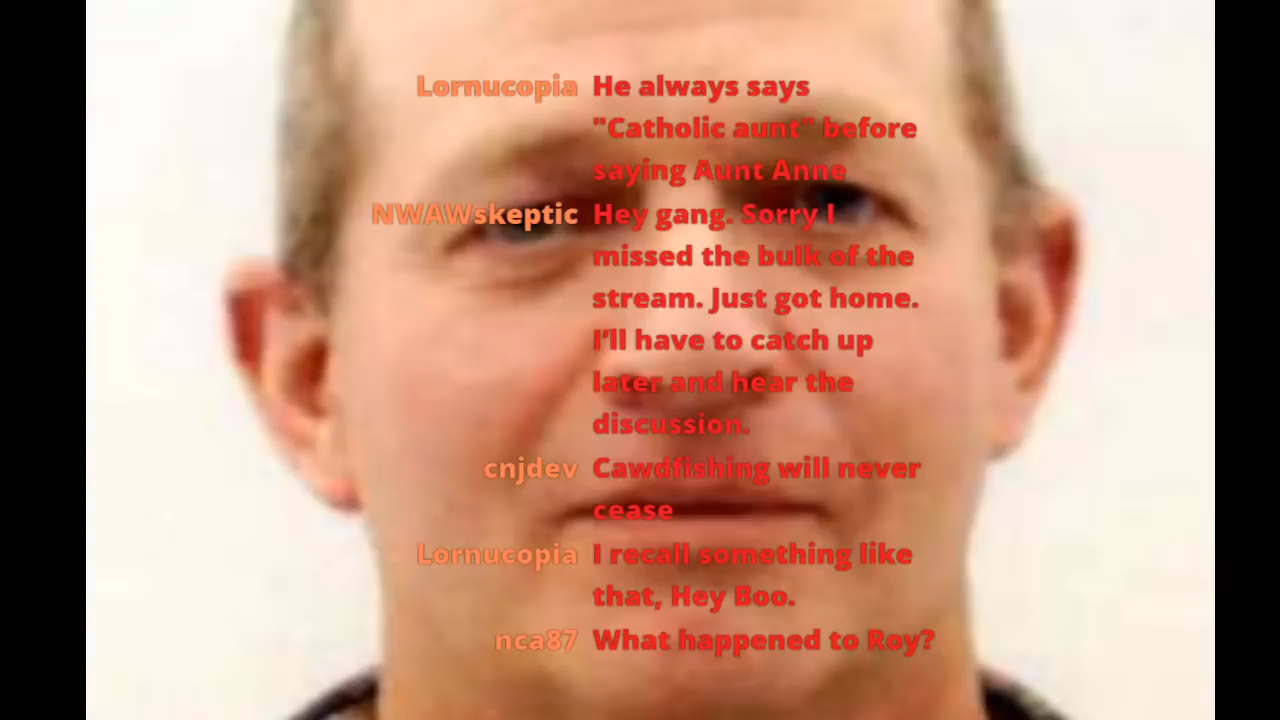 Lornucopia He always says
"Catholic aunt" before
saying Aunt Anne
NWAWskeptic Hey gang. Sorry I
missed the bulk of the
stream. Just got home.
I'll have to catch up
later and hear the
discussion.
cnjdev Cawdfishing will never
cease
Lornucopia I recall something like
that, Hey Boo.
nca87 What happened to Roy?